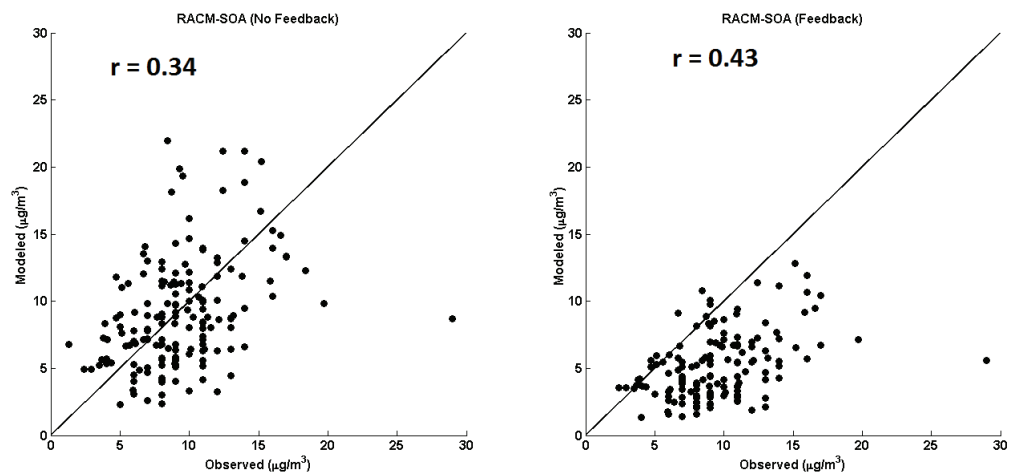 RACM-SOA (No Feedback)
r = 0.34
30
25
20
15
10
5
0
Modeled (μg/m³)
0 5 10 15 20 25 30
Observed (μg/m³)
RACM-SOA (Feedback)
r = 0.43
30
25
20
15
10
5
0
Modeled (μg/m³)
0 5 10 15 20 25 30
Observed (μg/m³)